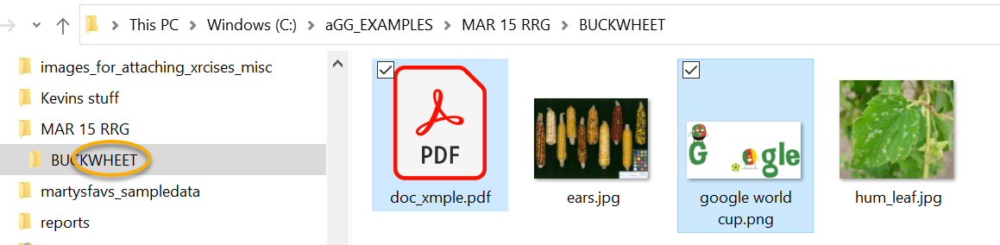 This PC > Windows (C:) > aGG_EXAMPLES > MAR 15 RRG > BUCKWHEET
images_for_attaching_xrcises_misc
Kevins stuff
MAR 15 RRG
BUCKWHEET
martysfavs_sampledata
reports
PDF
G oogle
doc_xmple.pdf
ears.jpg
google world
cup.png
hum_leaf.jpg